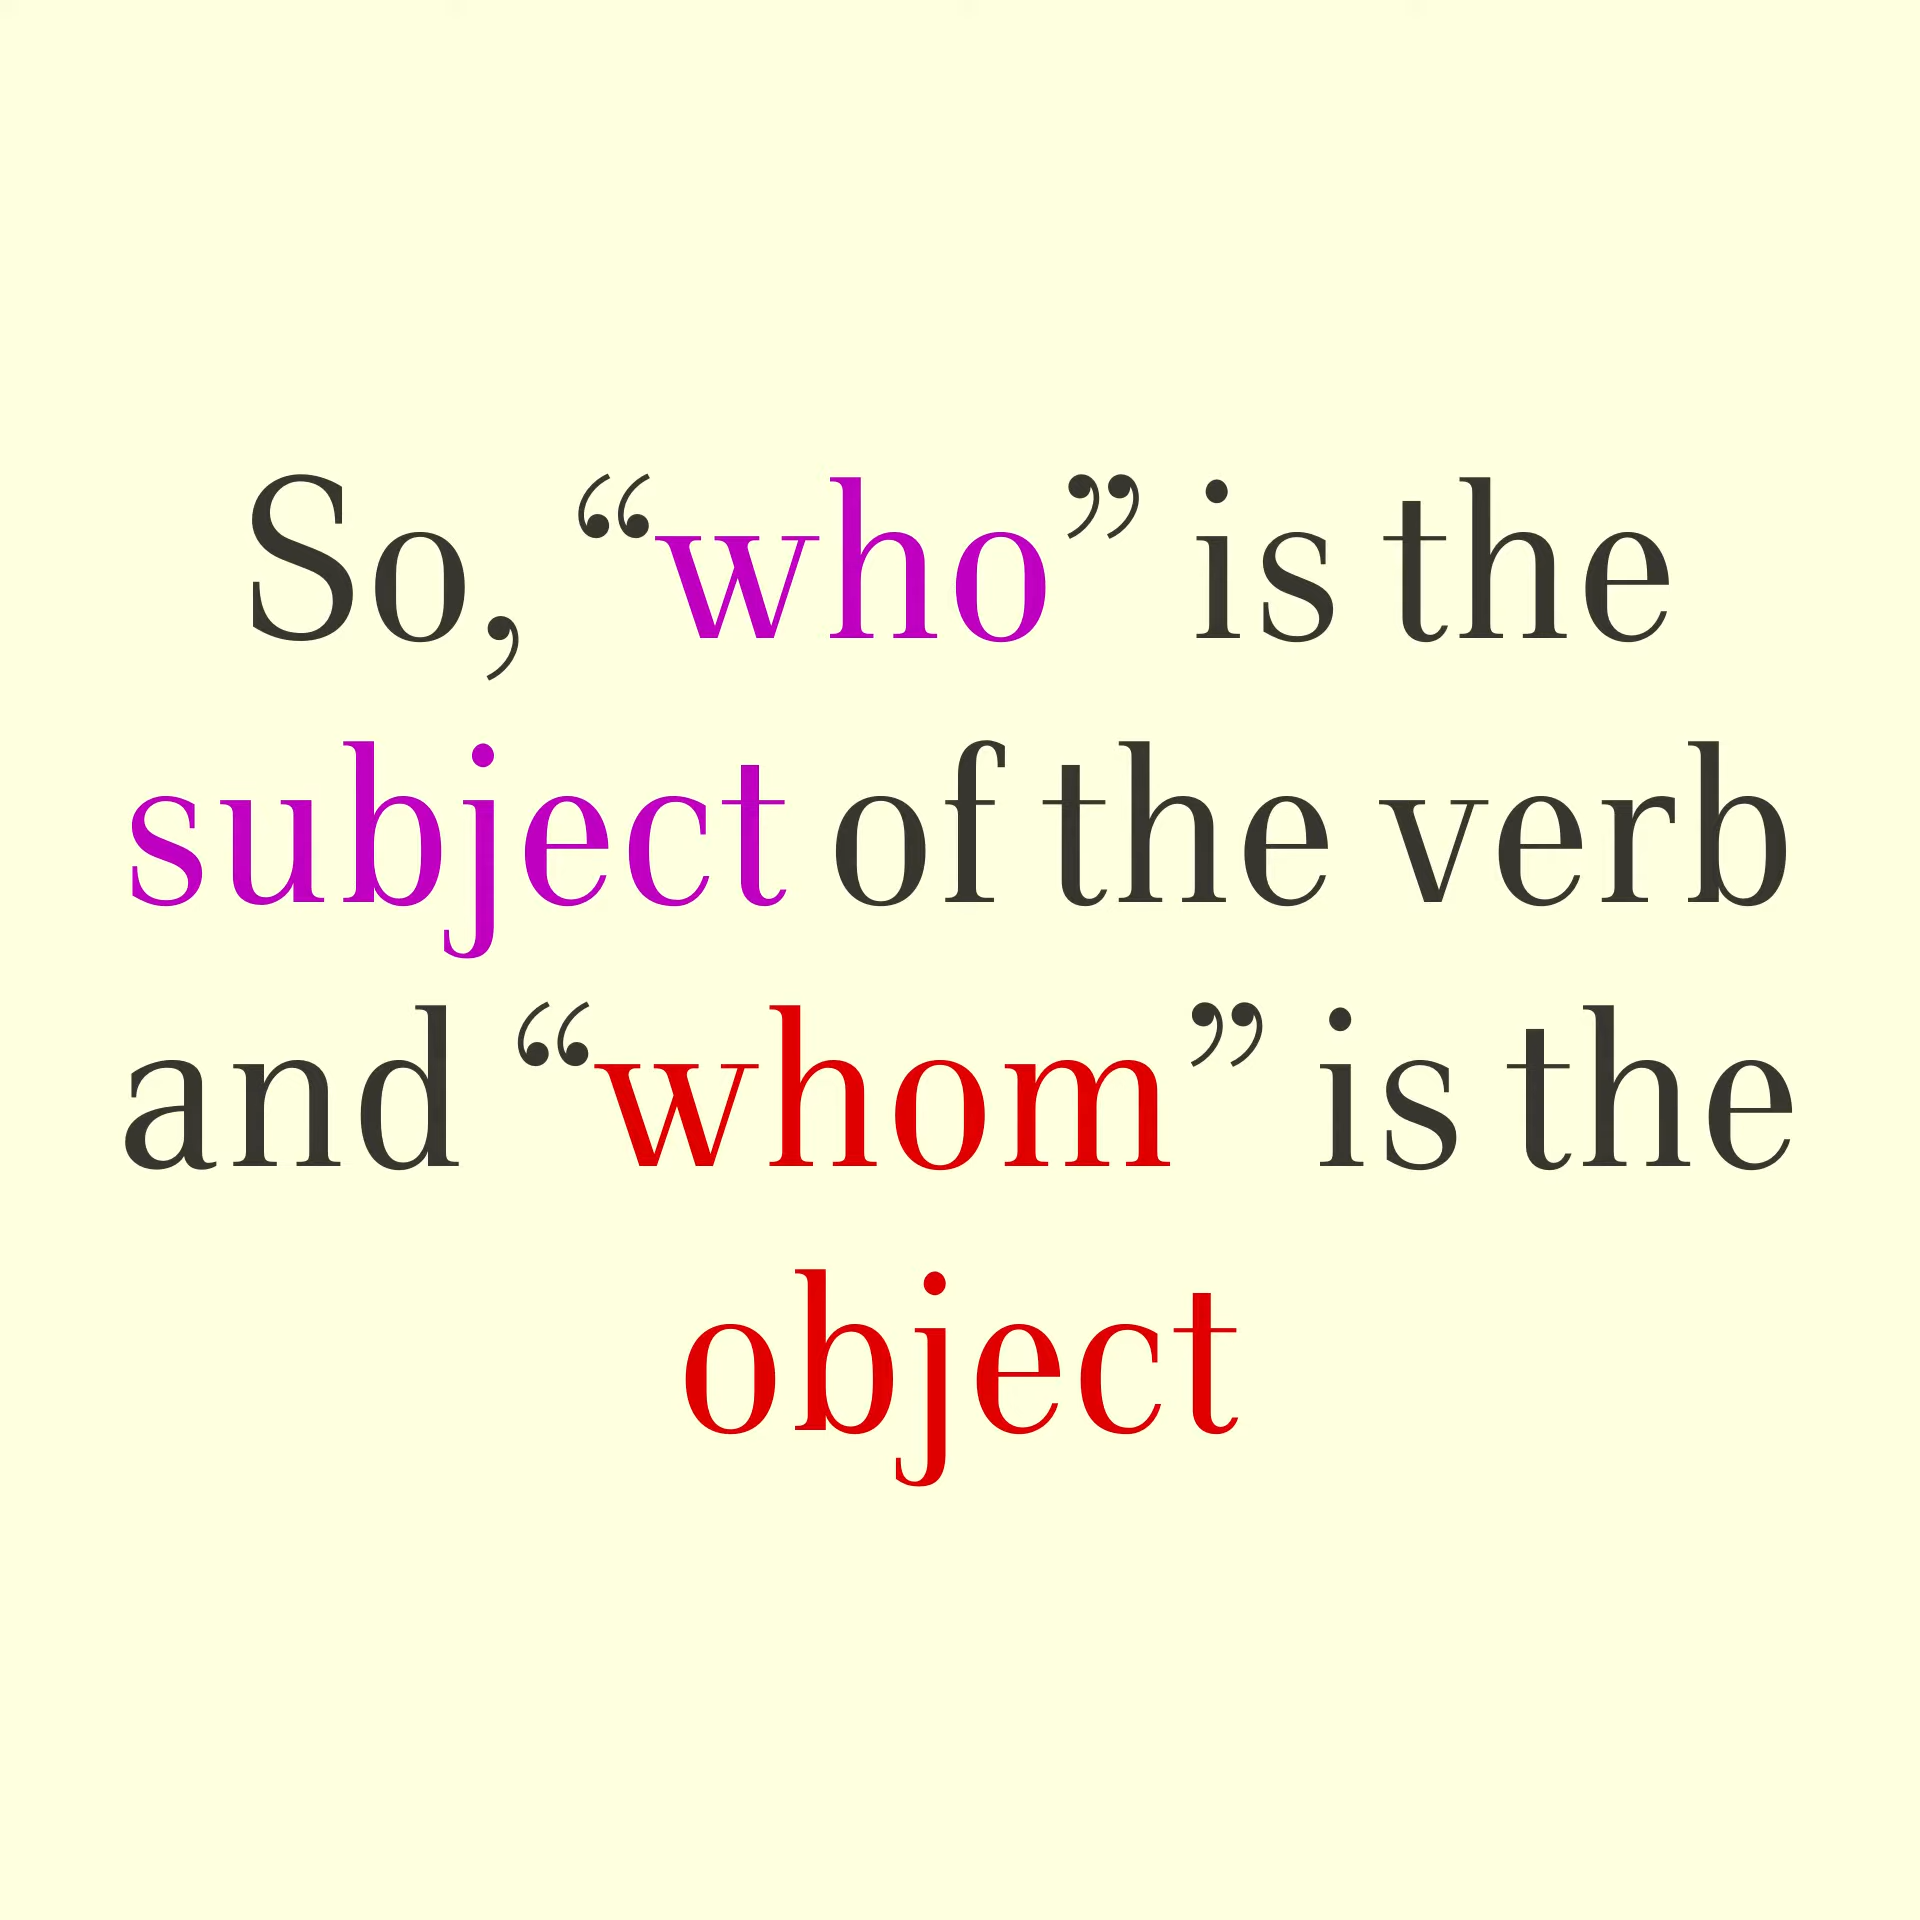 So, “who” is the
subject of the verb
and “whom” is the
object